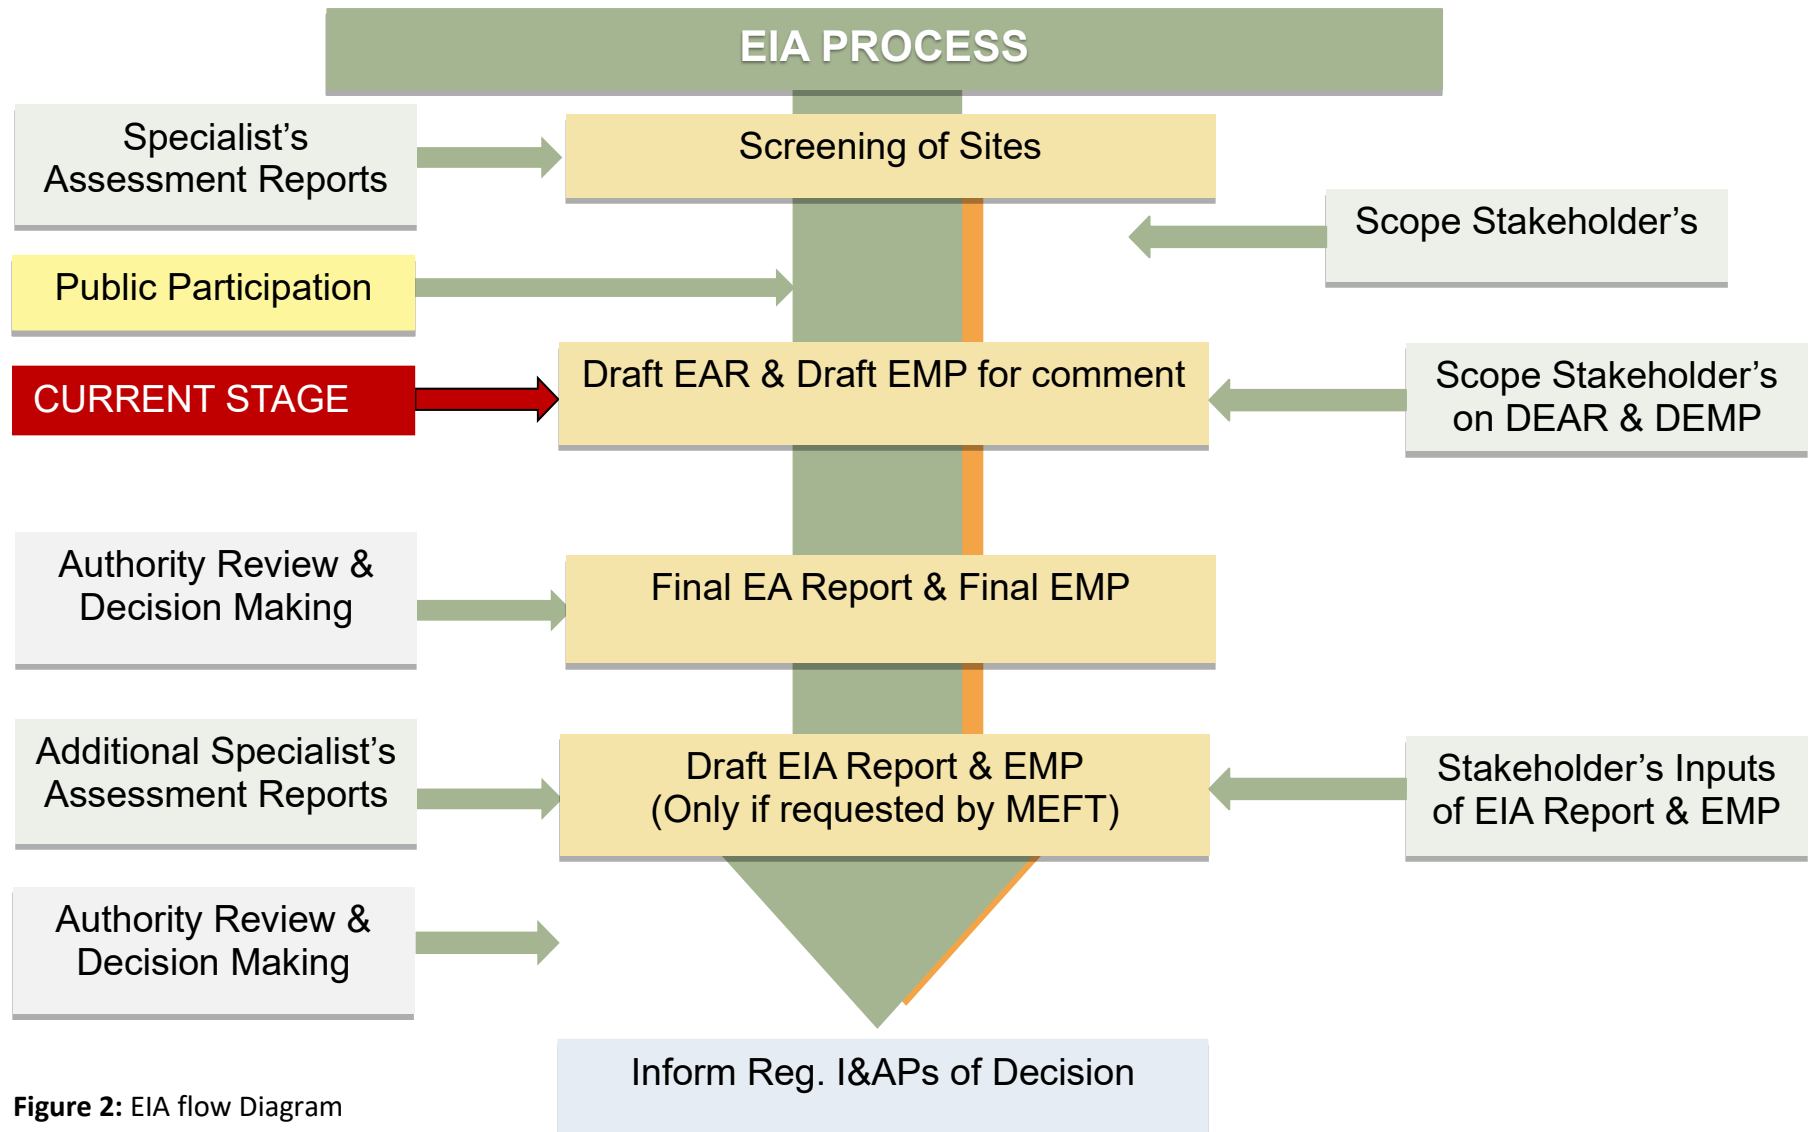 EIA PROCESS
Specialist’s
Assessment Reports
Screening of Sites
Scope Stakeholder’s
Public Participation
CURRENT STAGE
Draft EAR & Draft EMP for comment
Scope Stakeholder’s
on DEAR & DEMP
Authority Review &
Decision Making
Final EA Report & Final EMP
Additional Specialist’s
Assessment Reports
Draft EIA Report & EMP
(Only if requested by MEFT)
Stakeholder’s Inputs
of EIA Report & EMP
Authority Review &
Decision Making
Inform Reg. I&APs of Decision
Figure 2: EIA flow Diagram